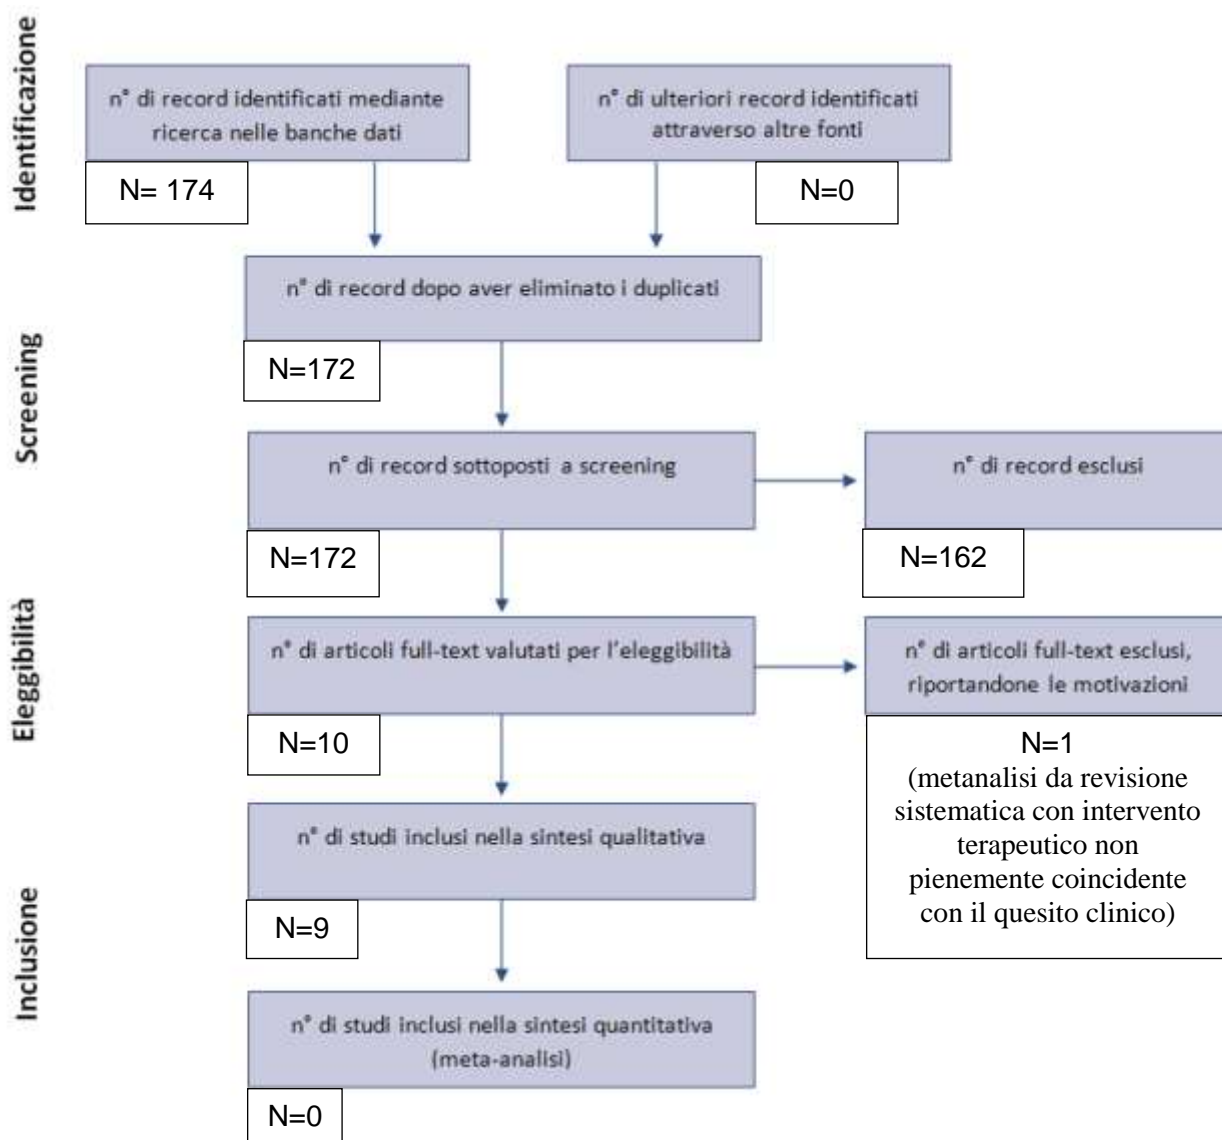 Identificazione
n° di record identificati mediante
ricerca nelle banche dati
N= 174
n° di ulteriori record identificati
attraverso altre fonti
N=0
n° di record dopo aver eliminato i duplicati
N=172
Screening
n° di record sottoposti a screening
N=172
n° di record esclusi
N=162
Eleggibilità
n° di articoli full-text valutati per l'eleggibilità
N=10
n° di articoli full-text esclusi,
riportandone le motivazioni
N=1
(metanalisi da revisione
sistematica con intervento
terapeutico non
pienemente coincidente
con il quesito clinico)
Inclusione
n° di studi inclusi nella sintesi qualitativa
N=9
n° di studi inclusi nella sintesi quantitativa
(meta-analisi)
N=0